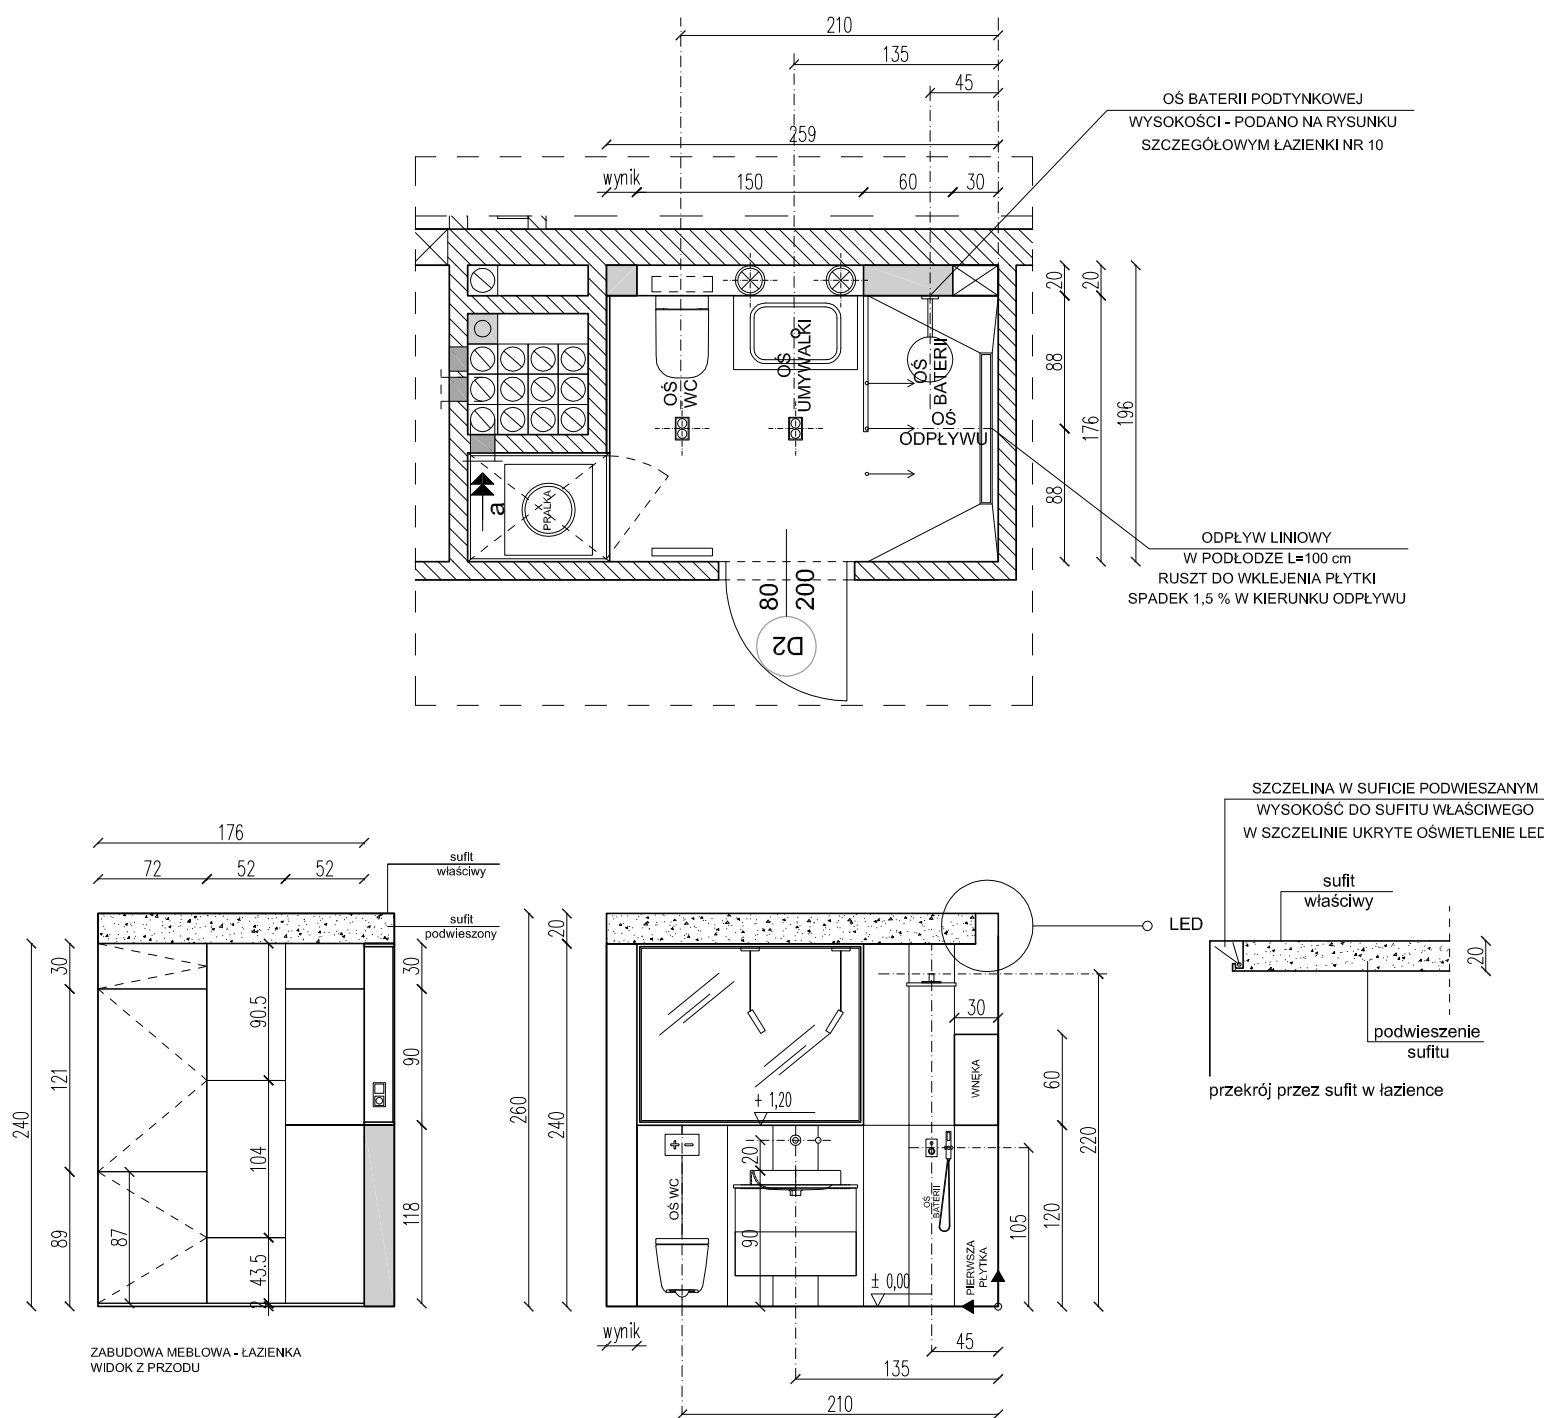 210
135
45
259
wynik
150
60
30
OŚ BATERII PODTYNKOWEJ
WYSOKOŚCI - PODANO NA RYSUNKU
SZCZEGÓŁOWYM ŁAZIENKI NR 10
20
20
88
88
176
196
OŚ
WC
OŚ
UMYWALKI
OŚ
BATERII
OŚ
ODPŁYWU
a
PRALKA
80
200
D2
ODPŁYW LINIOWY
W PODŁODZE L=100 cm
RUSZT DO WKLEJENIA PŁYTKI
SPADEK 1,5 % W KIERUNKU ODPŁYWU
176
72
52
52
sufit
właściwy
sufit
podwieszony
240
30
121
89
87
90.5
104
43.5
2
30
90
118
ZABUDOWA MEBLOWA - ŁAZIENKA
WIDOK Z PRZODU
260
20
240
+ 1,20
20
90
OŚ WC
± 0,00
OŚ
BATERII
PIERWSZA
PŁYTKA
WNĘKA
30
60
120
105
220
LED
wynik
45
135
210
SZCZELINA W SUFICIE PODWIESZANYM
WYSOKOŚĆ DO SUFITU WŁAŚCIWEGO
W SZCZELINIE UKRYTE OŚWIETLENIE LED
sufit
właściwy
20
podwieszenie
sufitu
przekrój przez sufit w łazience